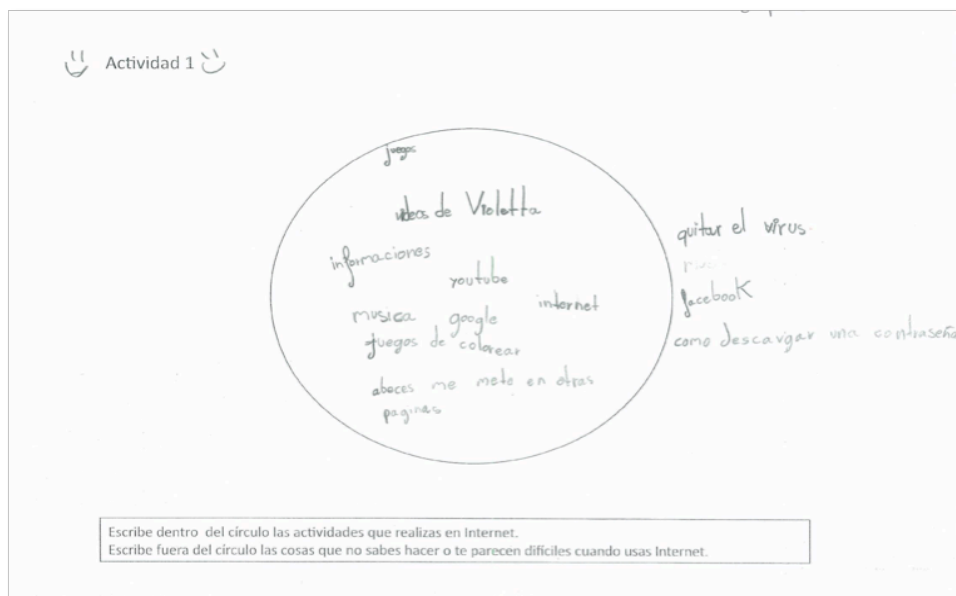 Actividad 1
juegos
videos de Violetta
informaciones
youtube
internet
musica google
juegos de colorear
abeces me meto en otras
paginas
quitar el virus.
facebook
como descargar una contraseña
Escribe dentro del círculo las actividades que realizas en Internet.
Escribe fuera del círculo las cosas que no sabes hacer o te parecen difíciles cuando usas Internet.